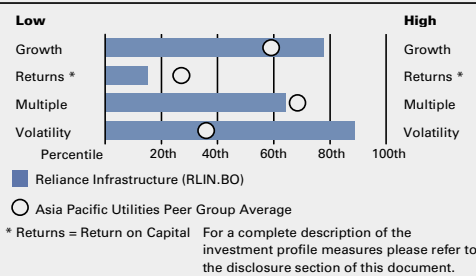 Low High
Growth Growth
Returns * Returns *
Multiple Multiple
Volatility Volatility
Percentile 20th 40th 60th 80th 100th
Reliance Infrastructure (RLIN.BO)
Asia Pacific Utilities Peer Group Average
* Returns = Return on Capital For a complete description of the
investment profile measures please refer to
the disclosure section of this document.